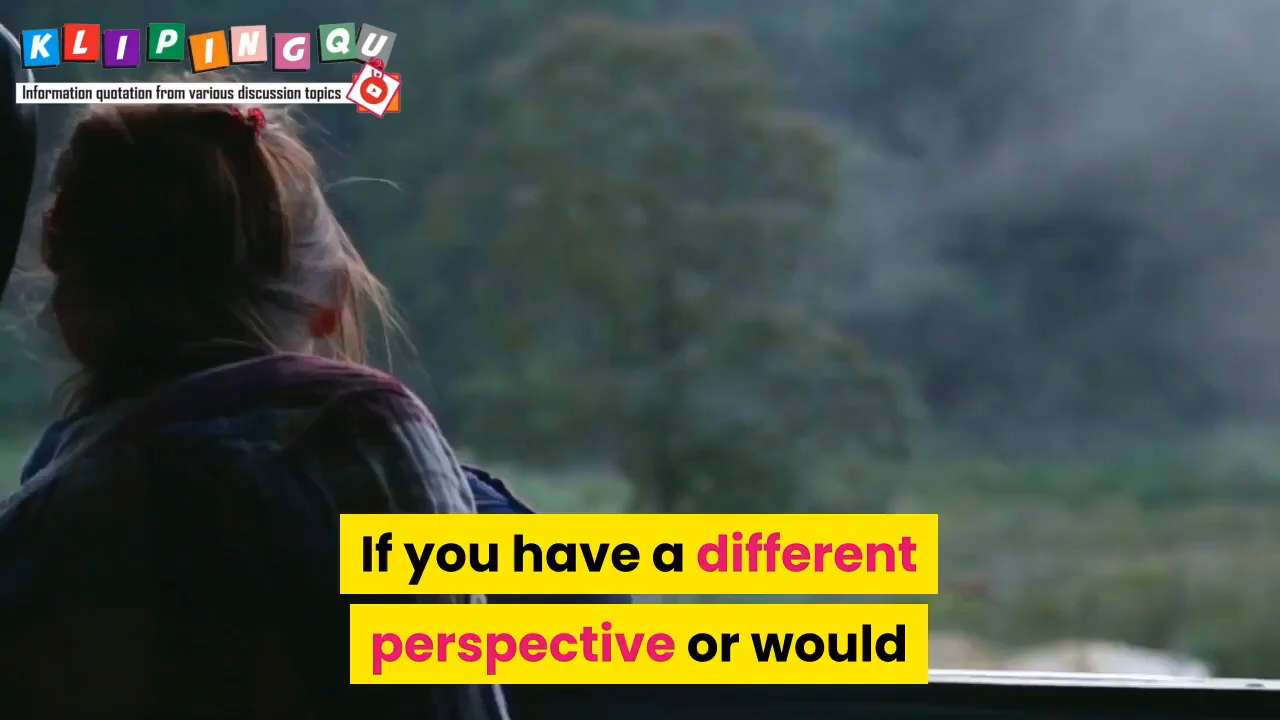 KLIPINGQU
Information quotation from various discussion topics
If you have a different
perspective or would